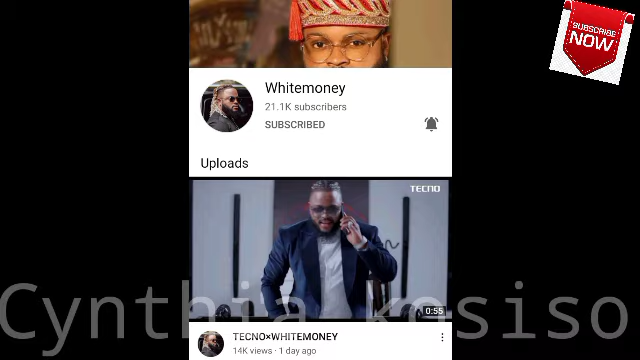 SUBSCRIBE
NOW
Whitemoney
21.1K subscribers
SUBSCRIBED
Uploads
TECNO
0:55
Cynthia kosiso
TECNO×WHITEMONEY
14K views · 1 day ago